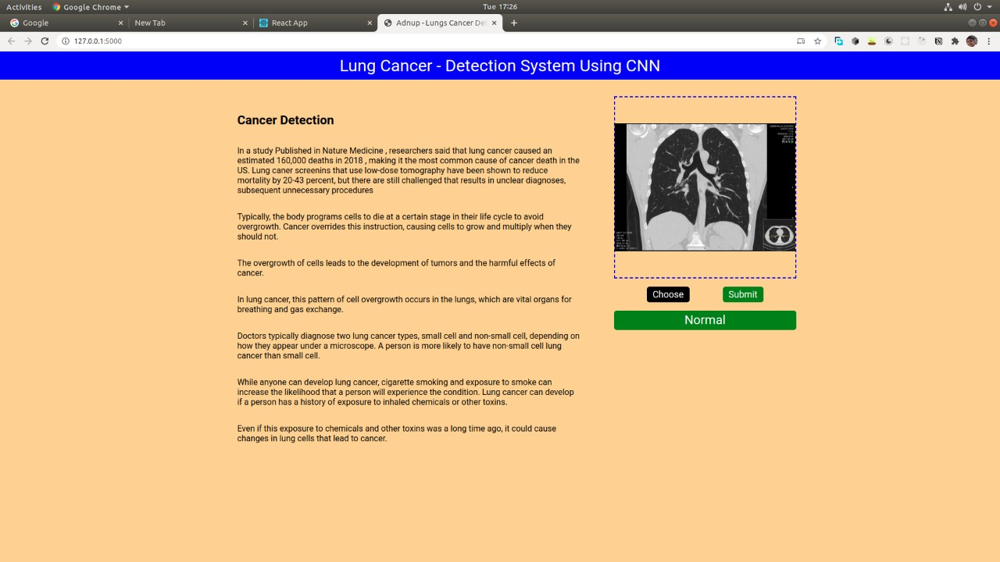 Activities
Google Chrome
Tue 17:26
Google
New Tab
React App
Adnup - Lungs Cancer Det
127.0.0.1:5000
Lung Cancer - Detection System Using CNN
Cancer Detection
In a study Published in Nature Medicine , researchers said that lung cancer caused an
estimated 160,000 deaths in 2018 , making it the most common cause of cancer death in the
US. Lung caner screenins that use low-dose tomography have been shown to reduce
mortality by 20-43 percent, but there are still challenged that results in unclear diagnoses,
subsequent unnecessary procedures
Typically, the body programs cells to die at a certain stage in their life cycle to avoid
overgrowth. Cancer overrides this instruction, causing cells to grow and multiply when they
should not.
The overgrowth of cells leads to the development of tumors and the harmful effects of
cancer.
In lung cancer, this pattern of cell overgrowth occurs in the lungs, which are vital organs for
breathing and gas exchange.
Doctors typically diagnose two lung cancer types, small cell and non-small cell, depending on
how they appear under a microscope. A person is more likely to have non-small cell lung
cancer than small cell.
While anyone can develop lung cancer, cigarette smoking and exposure to smoke can
increase the likelihood that a person will experience the condition. Lung cancer can develop
if a person has a history of exposure to inhaled chemicals or other toxins.
Even if this exposure to chemicals and other toxins was a long time ago, it could cause
changes in lung cells that lead to cancer.
Choose
Submit
Normal